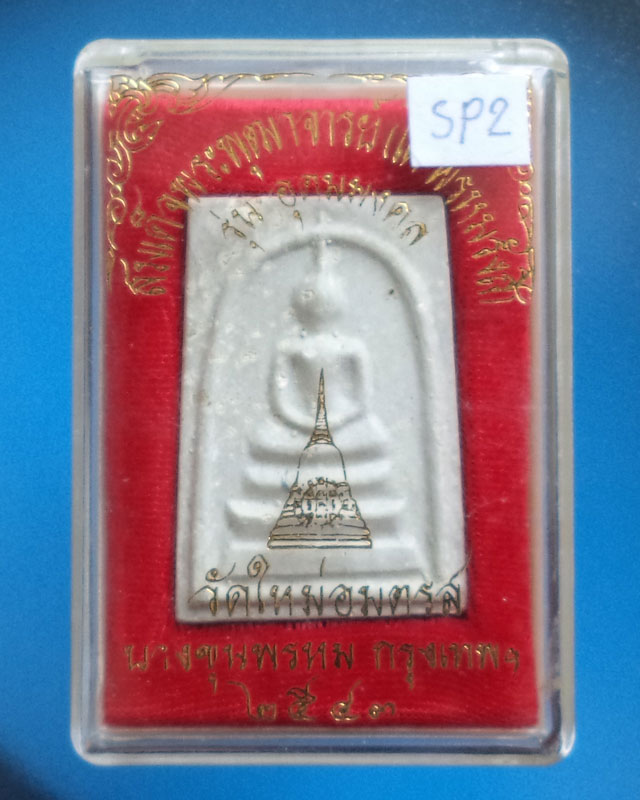 SP2
สมเด็จพระพุฒาจารย์ (โต พรหมรังสี)
รุ่น อุดมมงคล
วัดใหม่อมตรส
บางขุนพรหม กรุงเทพฯ
๒๕๔๓